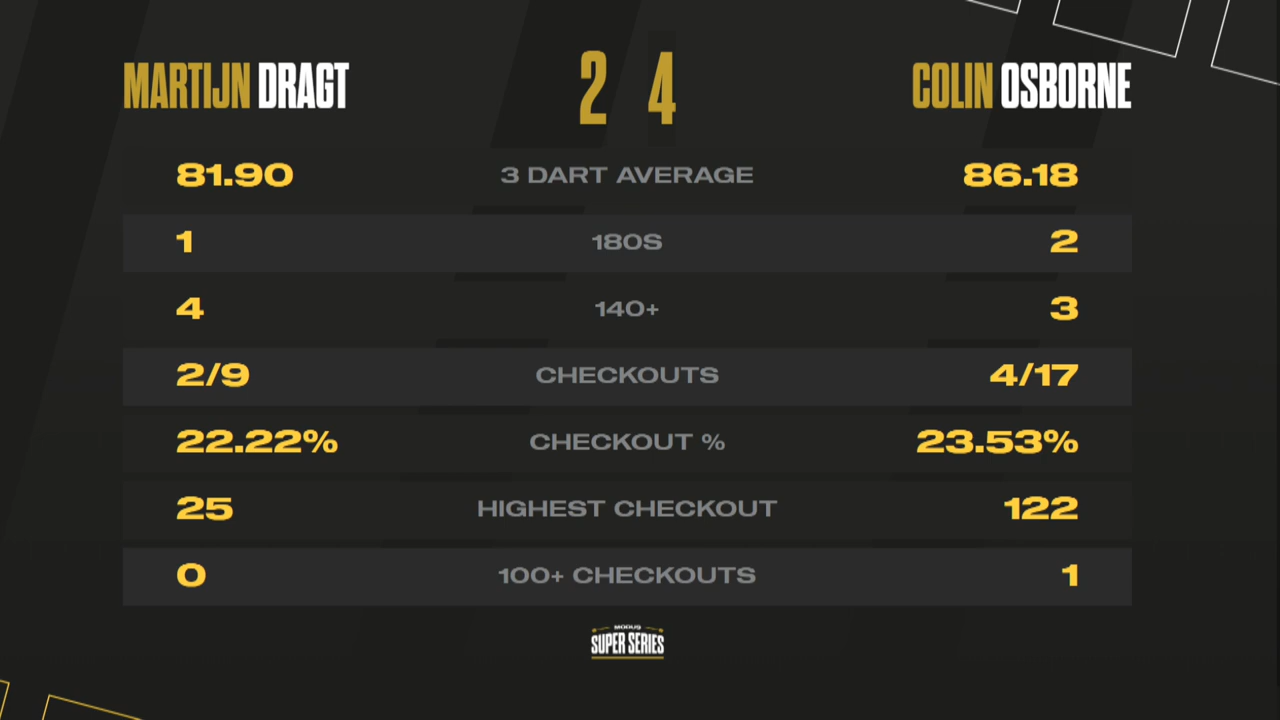 MARTIJN DRAGT 2 4 COLIN OSBORNE
81.90 3 DART AVERAGE 86.18
1 180S 2
4 140+ 3
2/9 CHECKOUTS 4/17
22.22% CHECKOUT % 23.53%
25 HIGHEST CHECKOUT 122
0 100+ CHECKOUTS 1
MODUS
SUPER SERIES